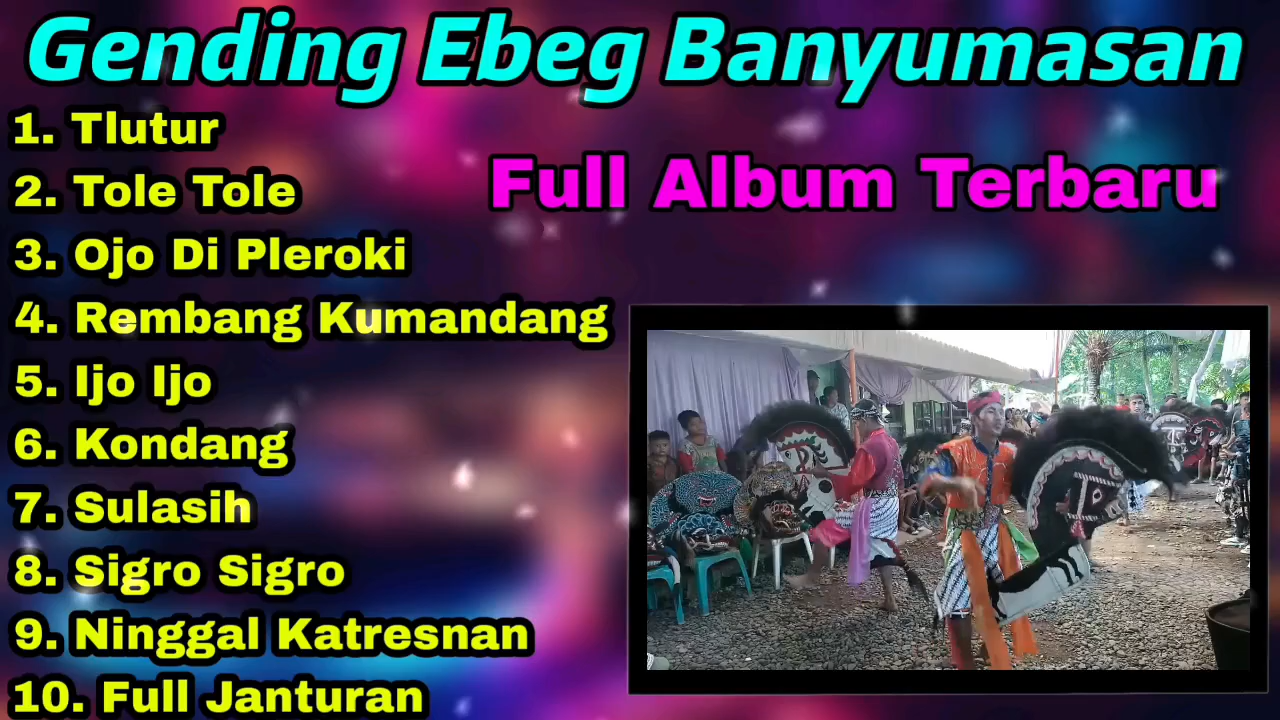 Gending Ebeg Banyumasan
Full Album Terbaru
1. Tlutur
2. Tole Tole
3. Ojo Di Pleroki
4. Rembang Kumandang
5. Ijo Ijo
6. Kondang
7. Sulasih
8. Sigro Sigro
9. Ninggal Katresnan
10. Full Janturan